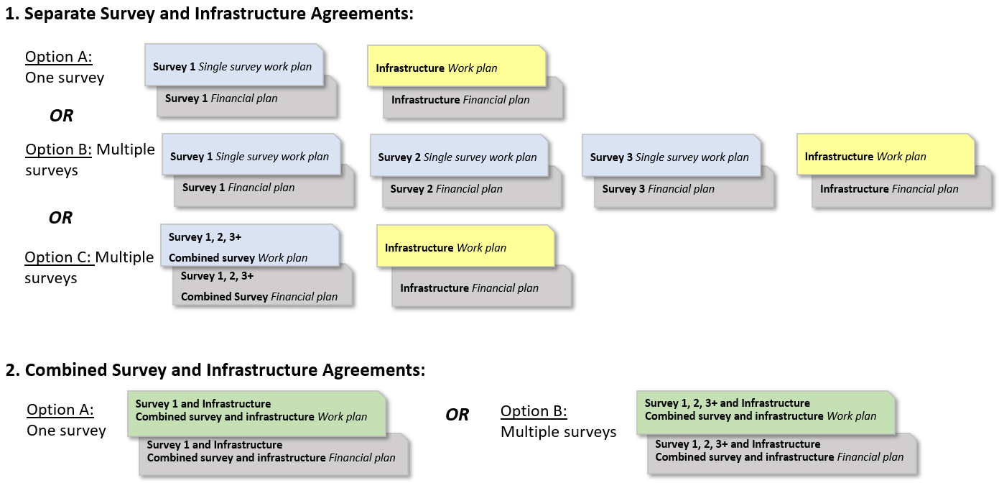 1. Separate Survey and Infrastructure Agreements:
Option A:
One survey
Survey 1 Single survey work plan
Survey 1 Financial plan
Infrastructure Work plan
Infrastructure Financial plan
OR
Option B: Multiple
surveys
Survey 1 Single survey work plan
Survey 1 Financial plan
Survey 2 Single survey work plan
Survey 2 Financial plan
Survey 3 Single survey work plan
Survey 3 Financial plan
Infrastructure Work plan
Infrastructure Financial plan
OR
Option C: Multiple
surveys
Survey 1, 2, 3+
Combined survey Work plan
Survey 1, 2, 3+
Combined Survey Financial plan
Infrastructure Work plan
Infrastructure Financial plan
2. Combined Survey and Infrastructure Agreements:
Option A:
One survey
Survey 1 and Infrastructure
Combined survey and infrastructure Work plan
Survey 1 and Infrastructure
Combined survey and infrastructure Financial plan
OR
Option B:
Multiple surveys
Survey 1, 2, 3+ and Infrastructure
Combined survey and infrastructure Work plan
Survey 1, 2, 3+ and Infrastructure
Combined survey and infrastructure Financial plan